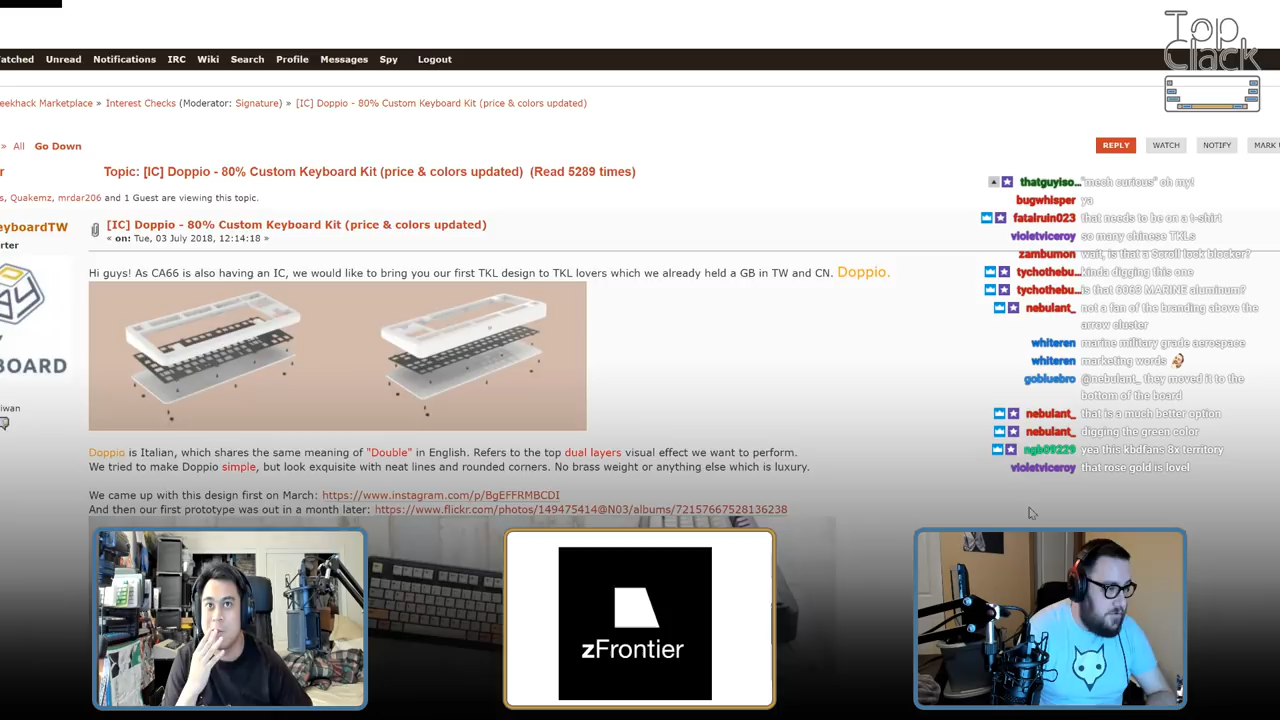 Top
Clack
atched Unread Notifications IRC Wiki Search Profile Messages Spy Logout
eekhack Marketplace » Interest Checks (Moderator: Signature) » [IC] Doppio - 80% Custom Keyboard Kit (price & colors updated)
» All Go Down
REPLY WATCH NOTIFY MARK U
r Topic: [IC] Doppio - 80% Custom Keyboard Kit (price & colors updated) (Read 5289 times)
s, Quakemz, mrdar206 and 1 Guest are viewing this topic.
eyboardTW
rter
[IC] Doppio - 80% Custom Keyboard Kit (price & colors updated)
« on: Tue, 03 July 2018, 12:14:18 »
Hi guys! As CA66 is also having an IC, we would like to bring you our first TKL design to TKL lovers which we already held a GB in TW and CN. Doppio.
OARD
iwan
Doppio is Italian, which shares the same meaning of "Double" in English. Refers to the top dual layers visual effect we want to perform.
We tried to make Doppio simple, but look exquisite with neat lines and rounded corners. No brass weight or anything else which is luxury.
We came up with this design first on March: https://www.instagram.com/p/BgEFFRMBCDI
And then our first prototype was out in a month later: https://www.flickr.com/photos/149475414@N03/albums/72157667528136238
thatguyiso... "mech curious" oh my!
bugwhisper ya
fatalruin023 that needs to be on a t-shirt
violetviceroy so many chinese TKLs
zambumon wait, is that a Scroll lock blocker?
tychothebu... kinda digging this one
tychothebu... is that 6063 MARINE aluminum?
nebulant_ not a fan of the branding above the
arrow cluster
whiteren marine military grade aerospace
whiteren marketing words
gobluebro @nebulant_ they moved it to the
bottom of the board
nebulant_ that is a much better option
nebulant_ digging the green color
ngb09229 yea this kbdfans 8x territory
violetviceroy that rose gold is lovel
zFrontier